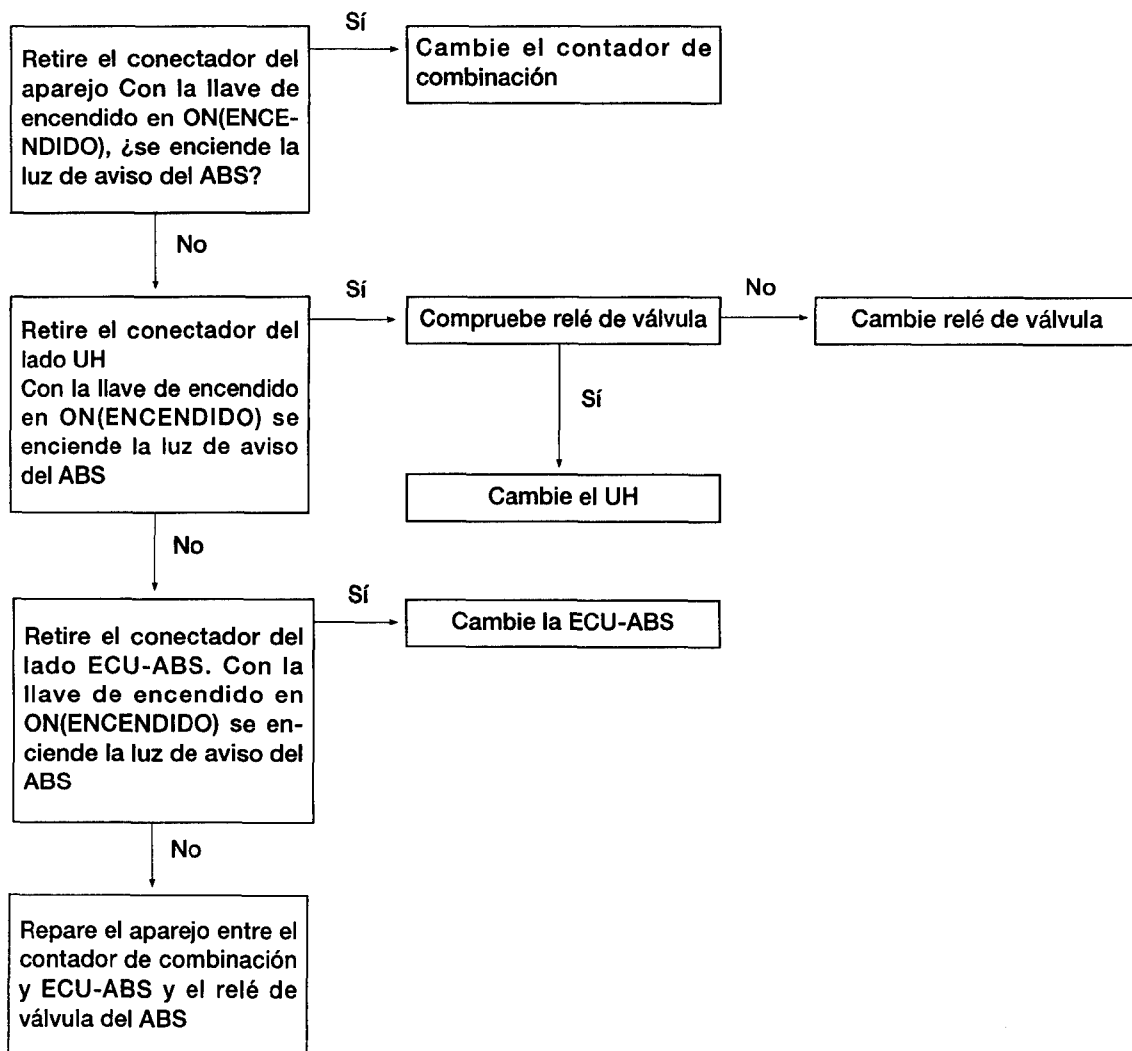 Sí
Retire el conectador del
aparejo Con la llave de
encendido en ON(ENCE-
NDIDO), ¿se enciende la
luz de aviso del ABS?
Cambie el contador de
combinación
No
Sí
Retire el conectador del
lado UH
Con la llave de encendido
en ON(ENCENDIDO) se
enciende la luz de aviso
del ABS
Compruebe relé de válvula
No
Cambie relé de válvula
Sí
Cambie el UH
No
Sí
Retire el conectador del
lado ECU-ABS. Con la
llave de encendido en
ON(ENCENDIDO) se en-
ciende la luz de aviso del
ABS
Cambie la ECU-ABS
No
Repare el aparejo entre el
contador de combinación
y ECU-ABS y el relé de
válvula del ABS